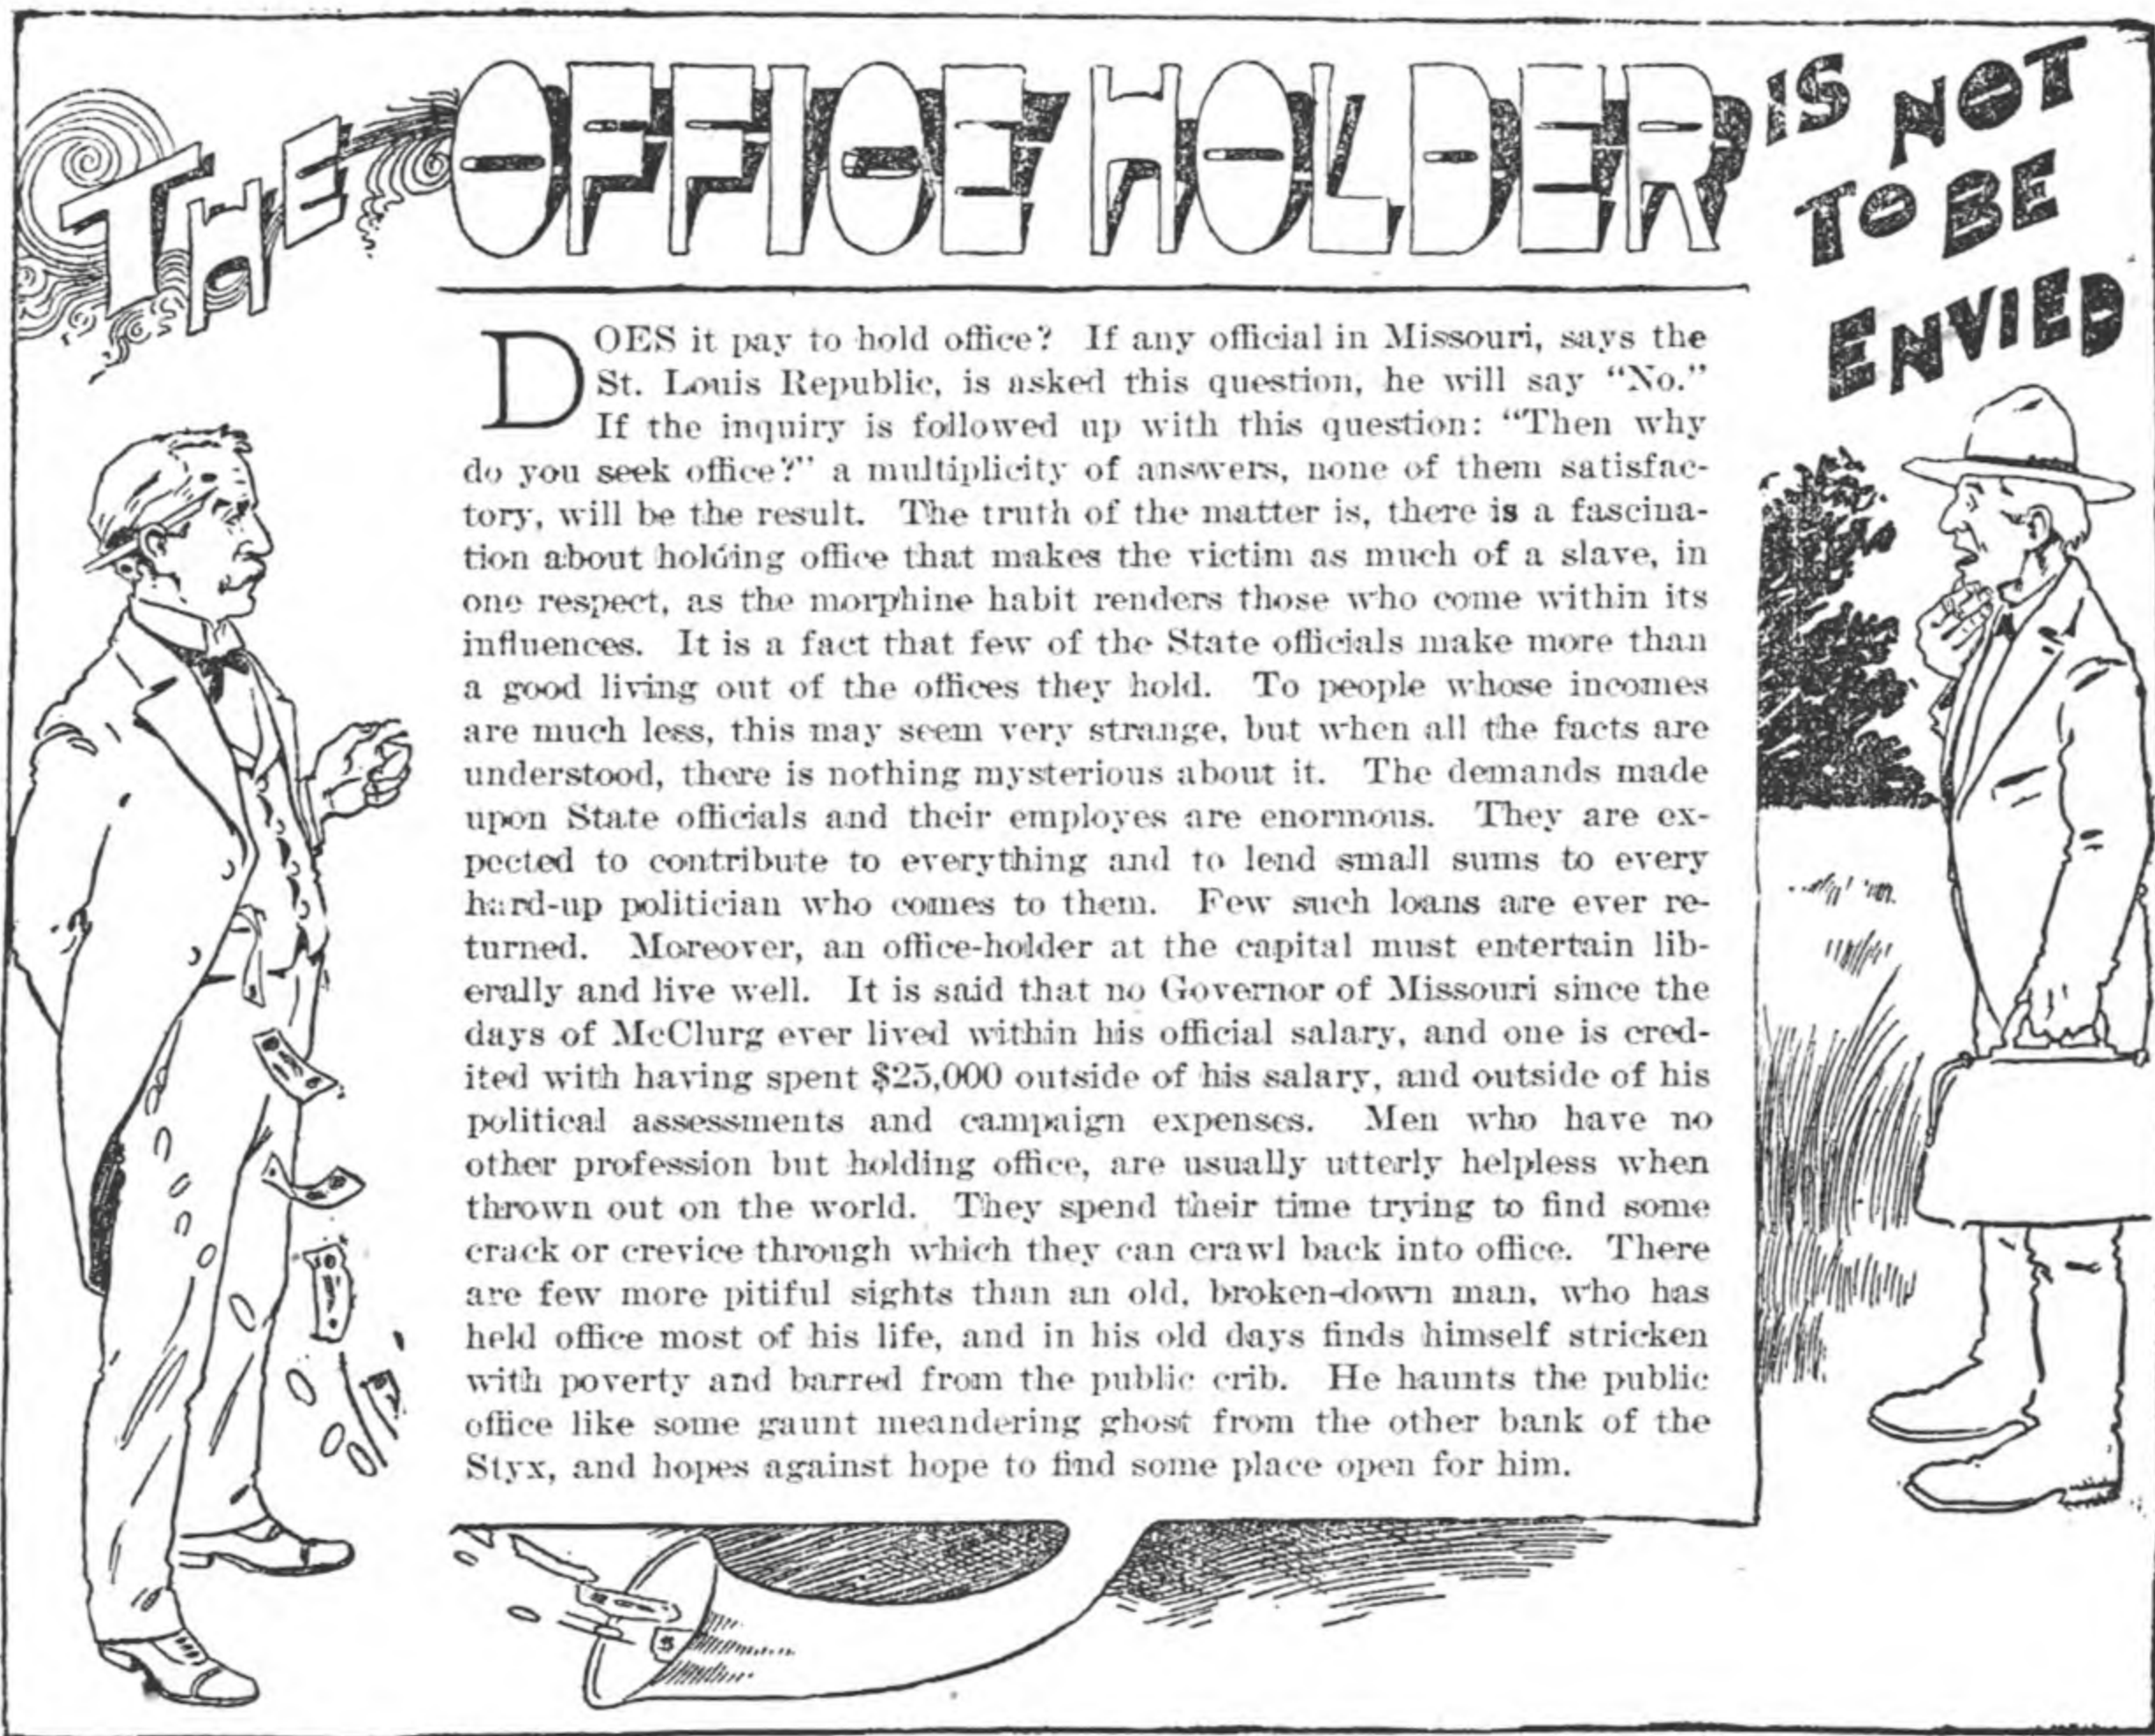 THE OFFICE HOLDER IS NOT
TO BE
ENVIED
DOES it pay to hold office? If any official in Missouri, says the
St. Louis Republic, is asked this question, he will say “No.”
If the inquiry is followed up with this question: “Then why
do you seek office?” a multiplicity of answers, none of them satisfac-
tory, will be the result. The truth of the matter is, there is a fascina-
tion about holding office that makes the victim as much of a slave, in
one respect, as the morphine habit renders those who come within its
influences. It is a fact that few of the State officials make more than
a good living out of the offices they hold. To people whose incomes
are much less, this may seem very strange, but when all the facts are
understood, there is nothing mysterious about it. The demands made
upon State officials and their employes are enormous. They are ex-
pected to contribute to everything and to lend small sums to every
hard-up politician who comes to them. Few such loans are ever re-
turned. Moreover, an office-holder at the capital must entertain lib-
erally and live well. It is said that no Governor of Missouri since the
days of McClurg ever lived within his official salary, and one is cred-
ited with having spent $25,000 outside of his salary, and outside of his
political assessments and campaign expenses. Men who have no
other profession but holding office, are usually utterly helpless when
thrown out on the world. They spend their time trying to find some
crack or crevice through which they can crawl back into office. There
are few more pitiful sights than an old, broken-down man, who has
held office most of his life, and in his old days finds himself stricken
with poverty and barred from the public crib. He haunts the public
office like some gaunt meandering ghost from the other bank of the
Styx, and hopes against hope to find some place open for him.
$